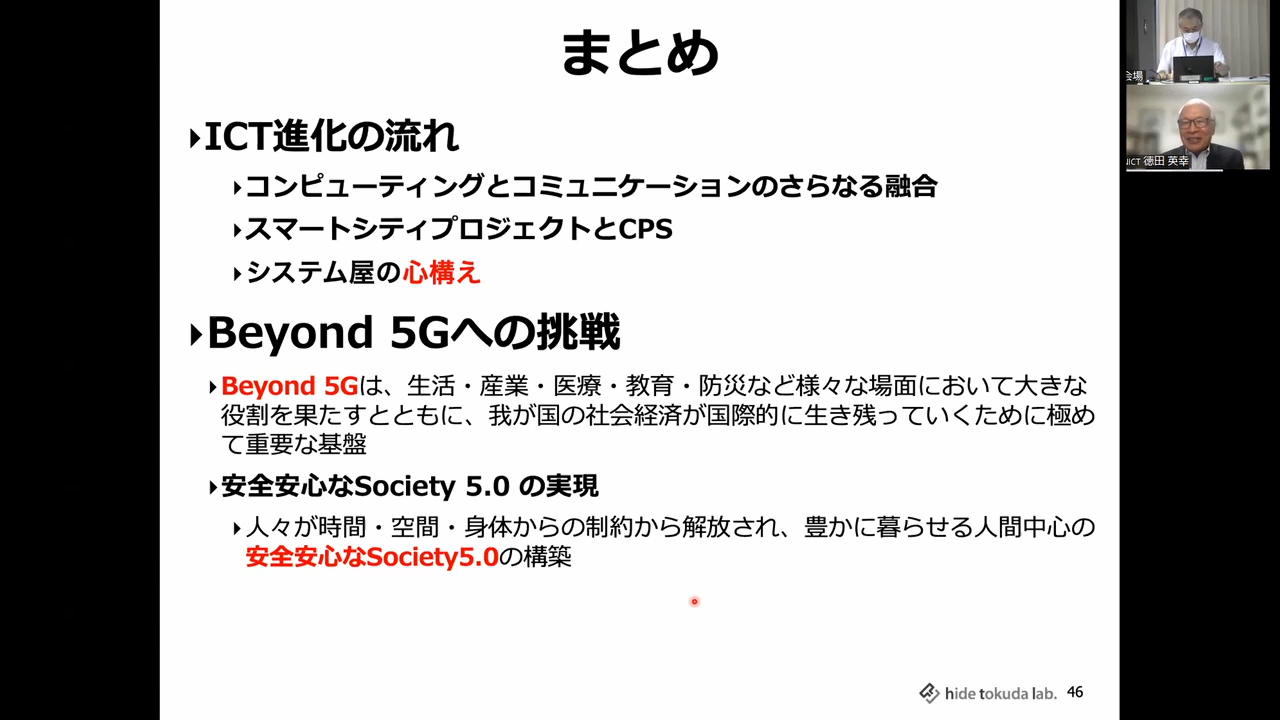 まとめ
ICT進化の流れ
コンピューティングとコミュニケーションのさらなる融合
スマートシティプロジェクトとCPS
システム屋の心構え
Beyond 5Gへの挑戦
Beyond 5Gは、生活・産業・医療・教育・防災など様々な場面において大きな
役割を果たすとともに、我が国の社会経済が国際的に生き残っていくために極め
て重要な基盤
安全安心なSociety 5.0 の実現
人々が時間・空間・身体からの制約から解放され、豊かに暮らせる人間中心の
安全安心なSociety5.0の構築
hide tokuda lab. 46
会場
NICT 徳田 英幸